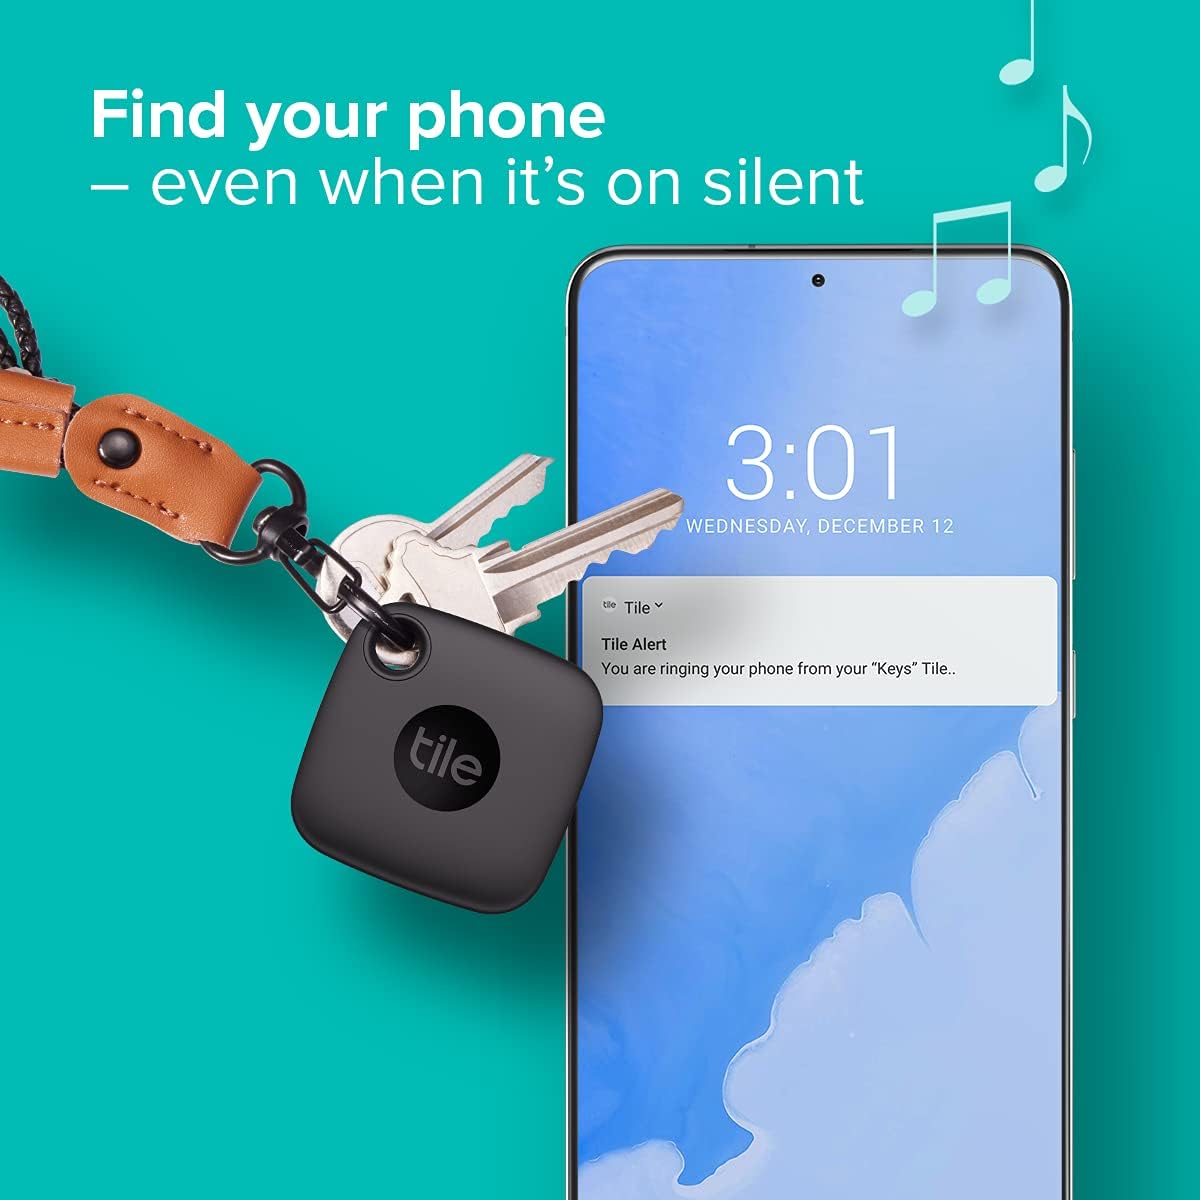 Find your phone
– even when it’s on silent
3:01
WEDNESDAY, DECEMBER 12
tile Tile
Tile Alert
You are ringing your phone from your “Keys” Tile..
tile